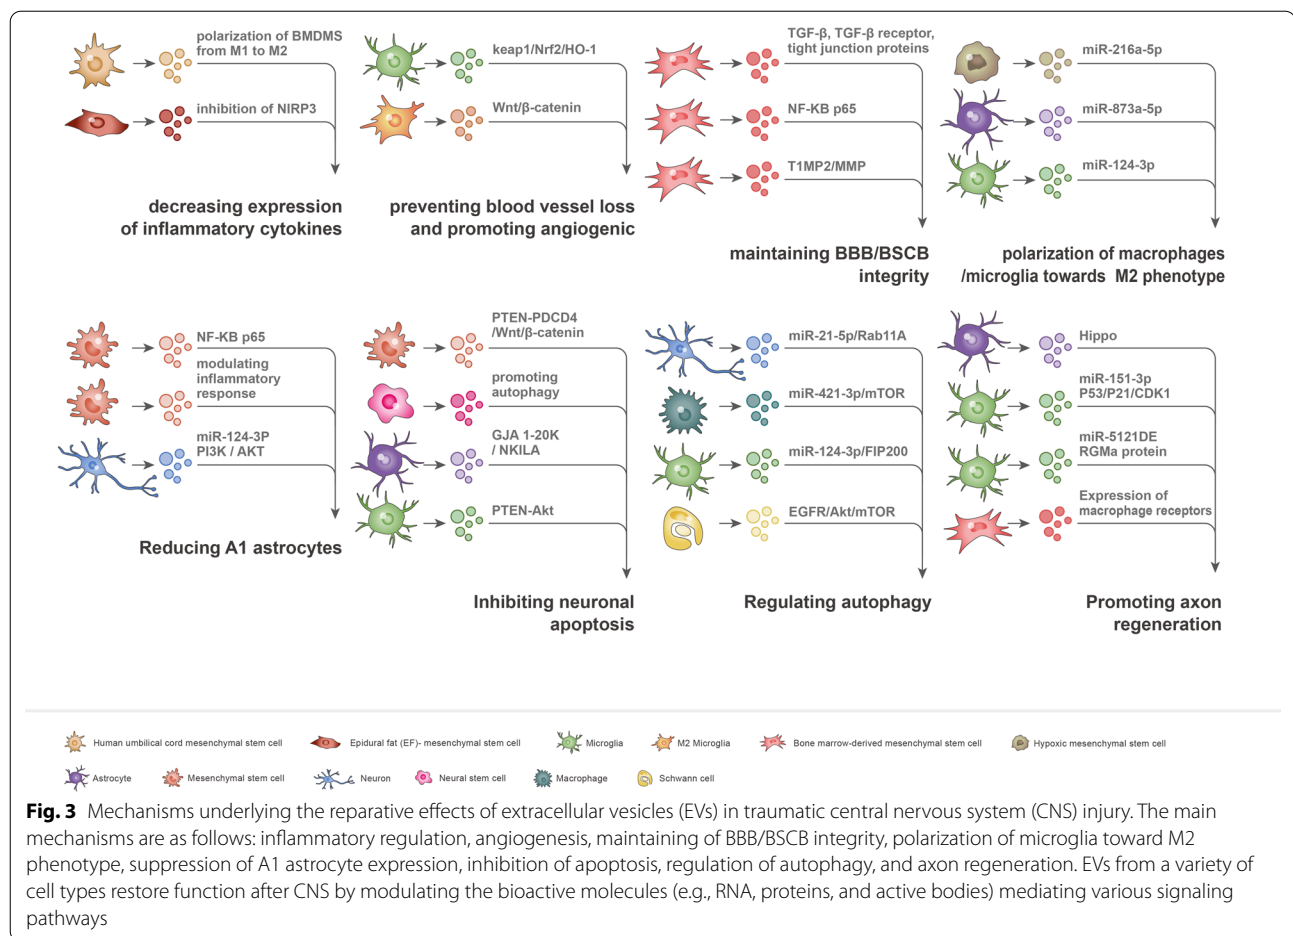 polarization of BMDMS
from M1 to M2
inhibition of NIRP3
decreasing expression
of inflammatory cytokines
keap1/Nrf2/HO-1
Wnt/β-catenin
preventing blood vessel loss
and promoting angiogenic
TGF-β, TGF-β receptor,
tight junction proteins
NF-KB p65
T1MP2/MMP
maintaining BBB/BSCB
integrity
miR-216a-5p
miR-873a-5p
miR-124-3p
polarization of macrophages
/microglia towards M2 phenotype
NF-KB p65
modulating
inflammatory
response
miR-124-3P
PI3K / AKT
Reducing A1 astrocytes
PTEN-PDCD4
/Wnt/β-catenin
promoting
autophagy
GJA 1-20K
/ NKILA
PTEN-Akt
Inhibiting neuronal
apoptosis
miR-21-5p/Rab11A
miR-421-3p/mTOR
miR-124-3p/FIP200
EGFR/Akt/mTOR
Regulating autophagy
Hippo
miR-151-3p
P53/P21/CDK1
miR-5121DE
RGMa protein
Expression of
macrophage receptors
Promoting axon
regeneration
Human umbilical cord mesenchymal stem cell
Epidural fat (EF)- mesenchymal stem cell
Microglia
M2 Microglia
Bone marrow-derived mesenchymal stem cell
Hypoxic mesenchymal stem cell
Astrocyte
Mesenchymal stem cell
Neuron
Neural stem cell
Macrophage
Schwann cell
Fig. 3 Mechanisms underlying the reparative effects of extracellular vesicles (EVs) in traumatic central nervous system (CNS) injury. The main
mechanisms are as follows: inflammatory regulation, angiogenesis, maintaining of BBB/BSCB integrity, polarization of microglia toward M2
phenotype, suppression of A1 astrocyte expression, inhibition of apoptosis, regulation of autophagy, and axon regeneration. EVs from a variety of
cell types restore function after CNS by modulating the bioactive molecules (e.g., RNA, proteins, and active bodies) mediating various signaling
pathways